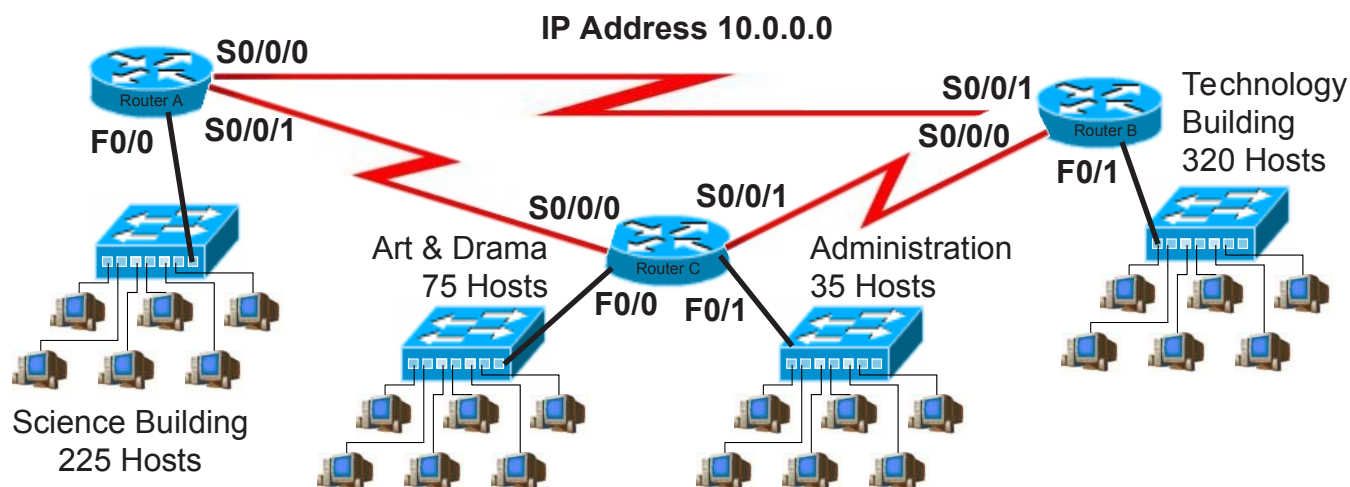 IP Address 10.0.0.0
S0/0/0
Router A
F0/0
S0/0/1
S0/0/1
S0/0/0
Router B
F0/1
Technology
Building
320 Hosts
S0/0/0
S0/0/1
Router C
F0/0
F0/1
Art & Drama
75 Hosts
Administration
35 Hosts
Science Building
225 Hosts